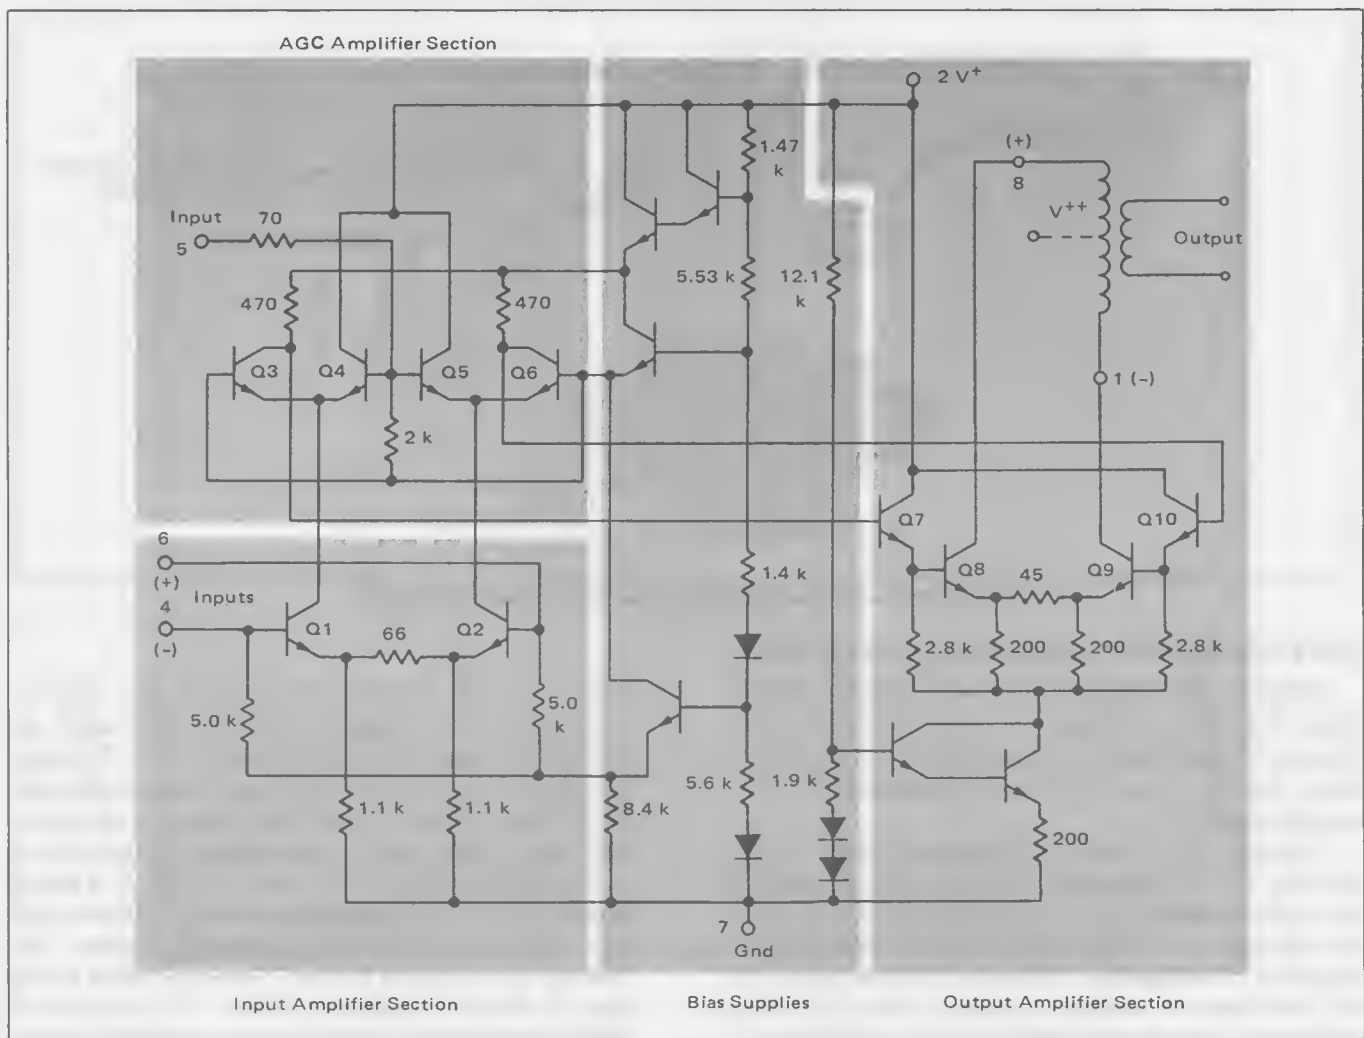 AGC Amplifier Section
2 V+
(+)
8
1.47
k
Input
5
70
V++
Output
470
470
5.53 k
12.1
k
Q3
Q4
Q5
Q6
1 (-)
2 k
6
(+)
Inputs
4
(-)
Q7
Q10
Q8
45
Q9
1.4 k
Q1
66
Q2
2.8 k
200
200
2.8 k
5.0 k
5.0
k
5.6 k
1.9 k
1.1 k
1.1 k
8.4 k
200
7
Gnd
Input Amplifier Section
Bias Supplies
Output Amplifier Section